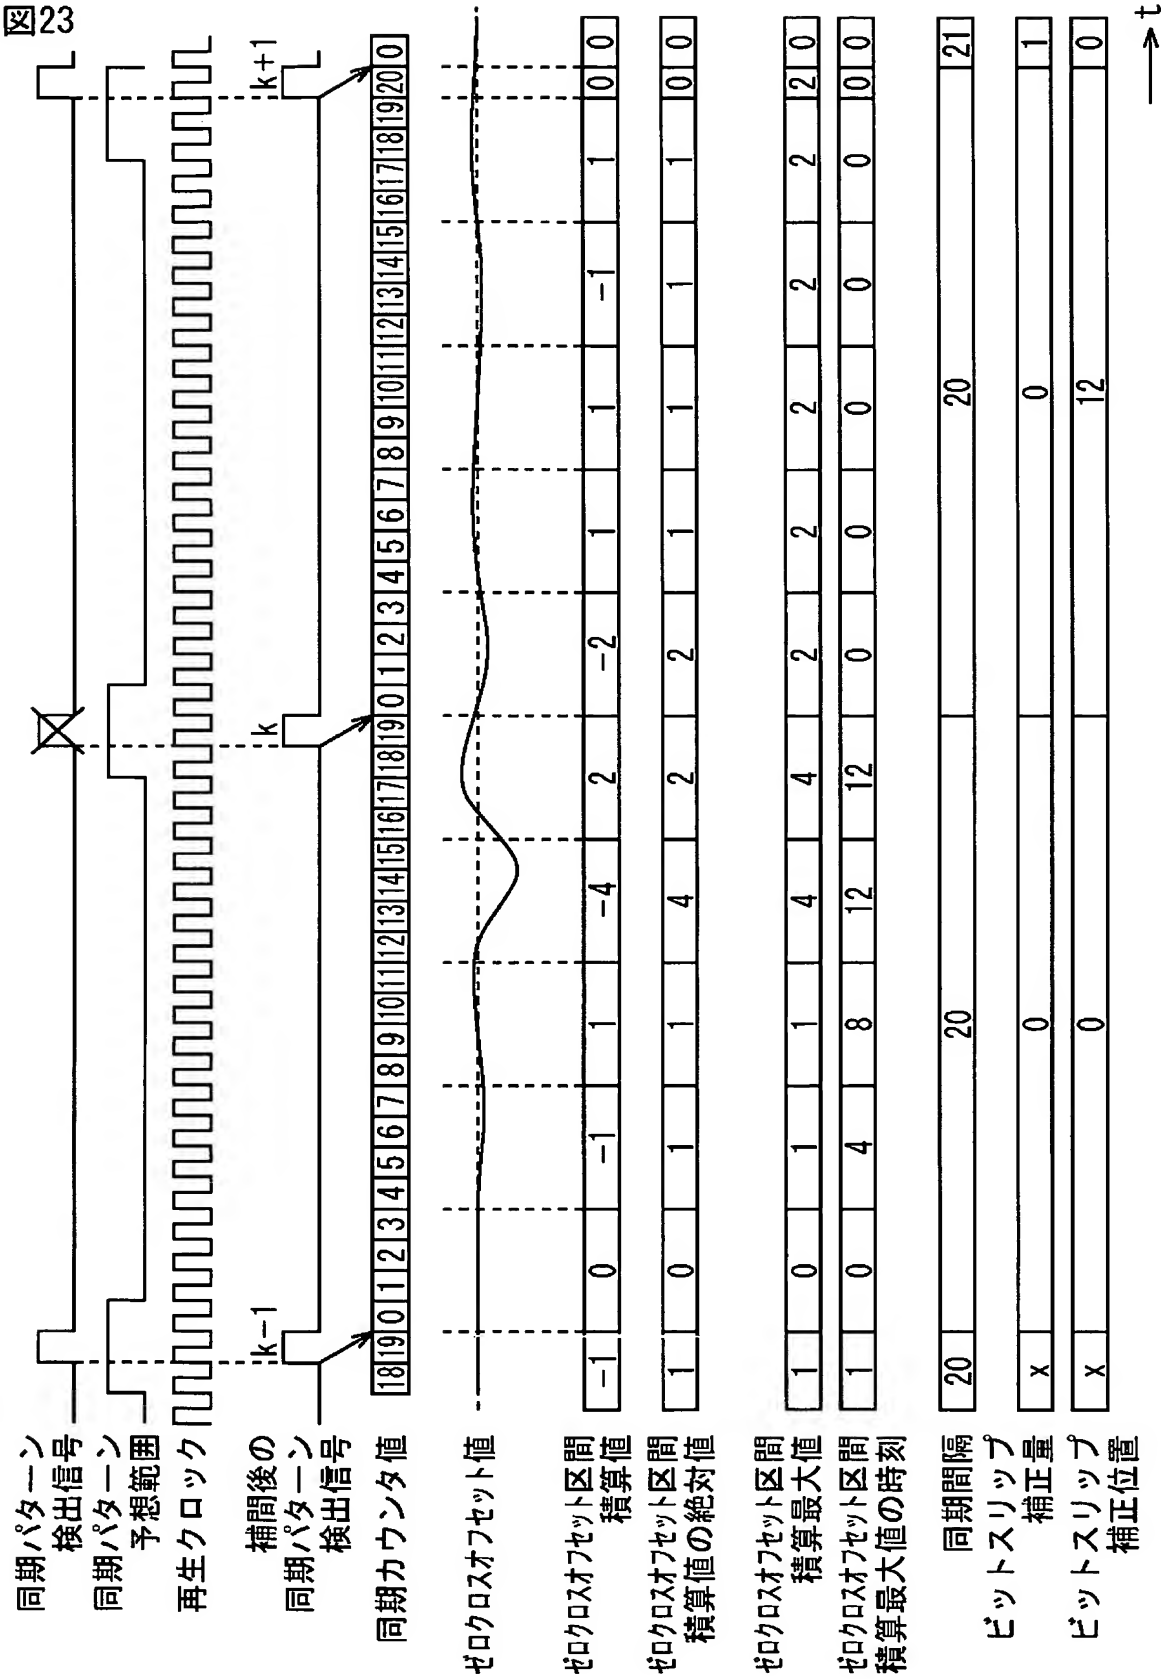 図23
同期パターン
検出信号
同期パターン
予想範囲
再生クロック
補間後の
同期パターン
検出信号
k−1 k k+1
同期カウンタ値
18 19 0 1 2 3 4 5 6 7 8 9 10 11 12 13 14 15 16 17 18 19 0 1 2 3 4 5 6 7 8 9 10 11 12 13 14 15 16 17 18 19 20 0
ゼロクロスオフセット値
ゼロクロスオフセット区間
積算値
−1 0 −1 1 −4 2 −2 1 1 −1 1 0 0
ゼロクロスオフセット区間
積算値の絶対値
1 0 1 1 4 2 2 1 1 1 1 0 0
ゼロクロスオフセット区間
積算最大値
1 0 1 1 4 4 2 2 2 2 2 2 0
ゼロクロスオフセット区間
積算最大値の時刻
1 0 4 8 12 12 0 0 0 0 0 0 0
同期間隔
20 20 20 21
ビットスリップ
補正量
x 0 0 1
ビットスリップ
補正位置
x 0 12 0
t